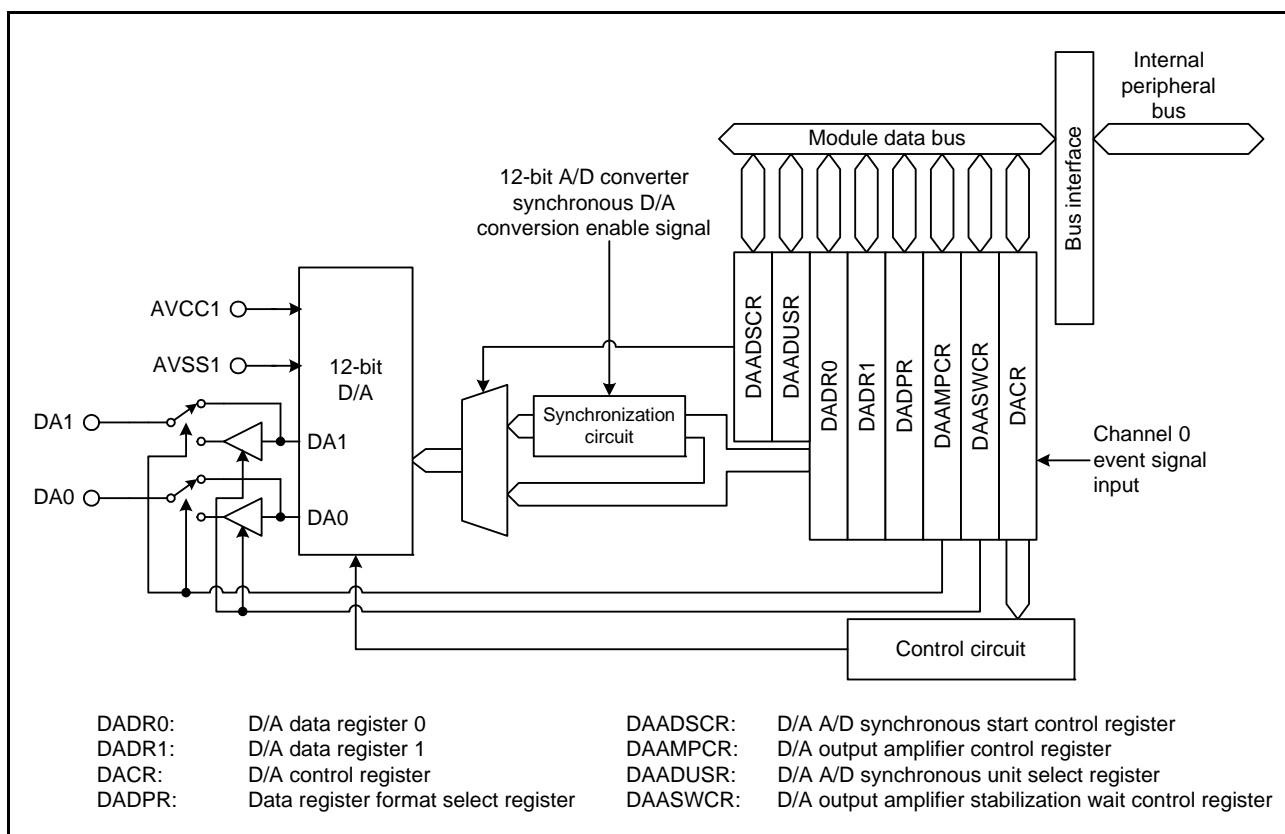 Internal
peripheral
bus
Module data bus
Bus interface
12-bit A/D converter
synchronous D/A
conversion enable signal
DAADSCR
DAADUSR
DADR0
DADR1
DADPR
DAAMPCR
DAASWCR
DACR
AVCC1
AVSS1
12-bit
D/A
Synchronization
circuit
DA1
DA1
DA0
DA0
Channel 0
event signal
input
Control circuit
DADR0: D/A data register 0
DADR1: D/A data register 1
DACR: D/A control register
DADPR: Data register format select register
DAADSCR: D/A A/D synchronous start control register
DAAMPCR: D/A output amplifier control register
DAADUSR: D/A A/D synchronous unit select register
DAASWCR: D/A output amplifier stabilization wait control register